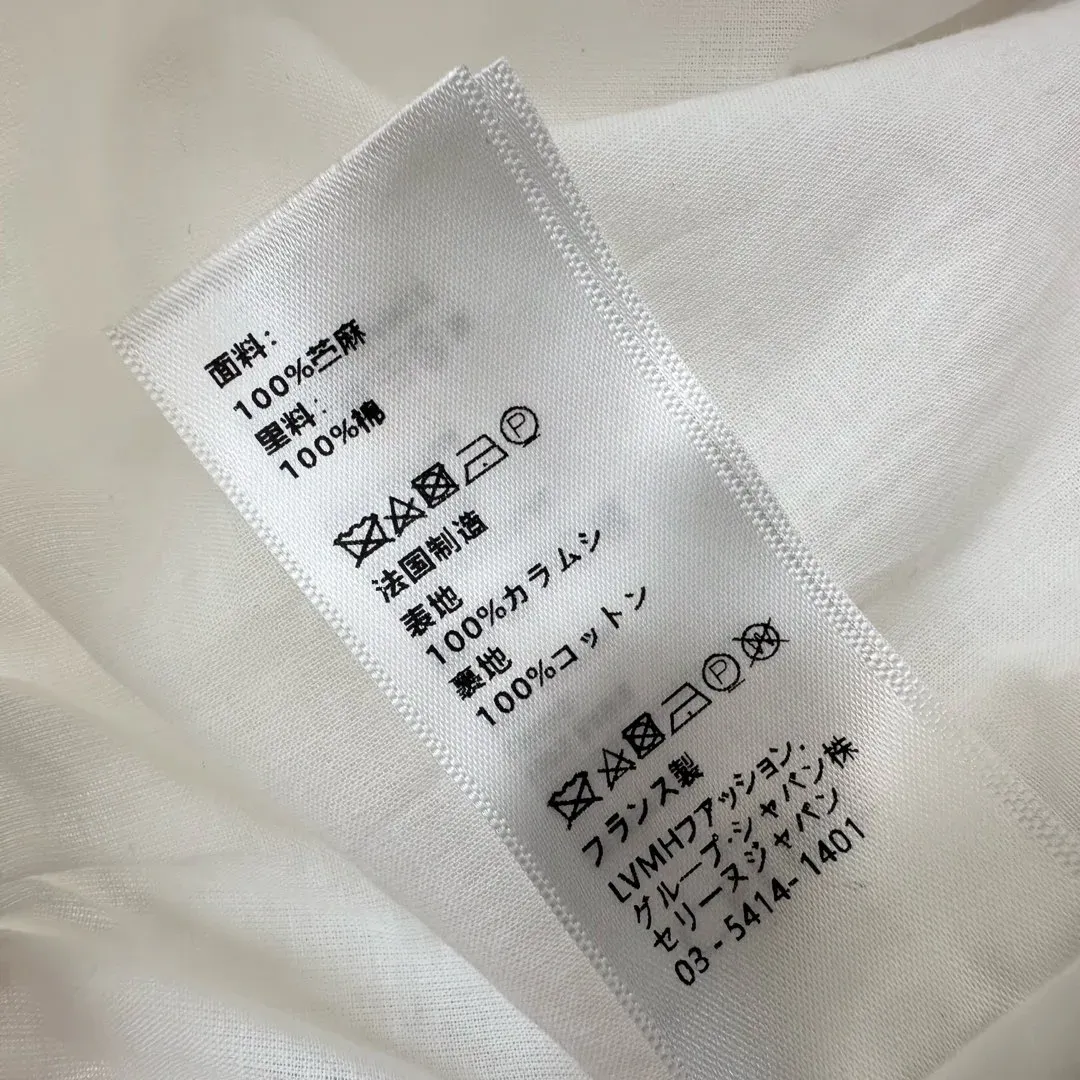 面料:
100%苎麻
里料:
100%棉
法国制造
表地
100%カラムシ
裏地
100%コットン
フランス製
LVMHファッション.
グループ・ジャパン株
セリーヌジャパン
03-5414-1401